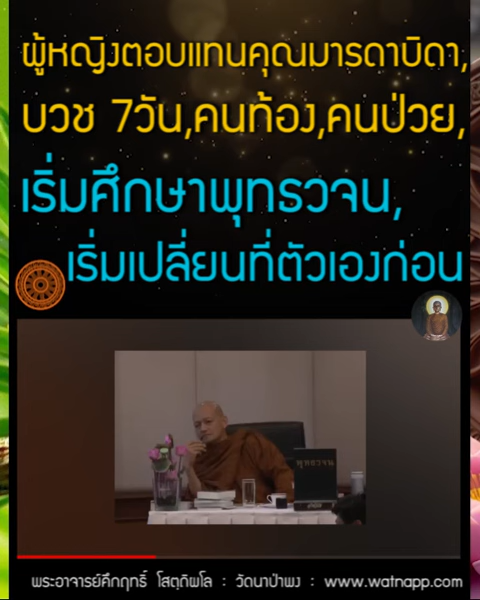 ผู้หญิงตอบแทนคุณมารดาบิดา,
บวช 7วัน,คนท้อง,คนป่วย,
เริ่มศึกษาพุทธวจน,
เริ่มเปลี่ยนที่ตัวเองก่อน
พุทธวจน
พระอาจารย์คึกฤทธิ์ โสตฺถิผโล : วัดนาป่าพง : www.watnapp.com